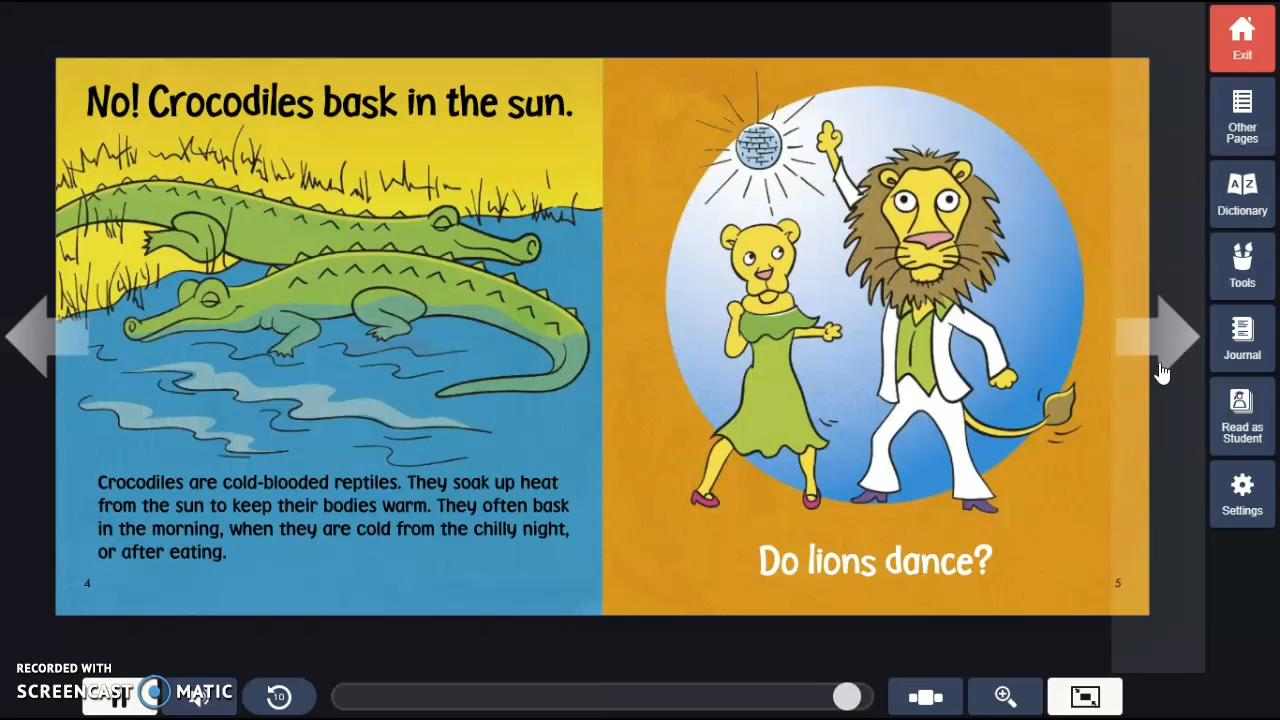 No! Crocodiles bask in the sun.
Crocodiles are cold-blooded reptiles. They soak up heat
from the sun to keep their bodies warm. They often bask
in the morning, when they are cold from the chilly night,
or after eating.
4
Do lions dance?
5
Exit
Other
Pages
A Z
Dictionary
Tools
Journal
Read as
Student
Settings
RECORDED WITH
SCREENCAST MATIC
10